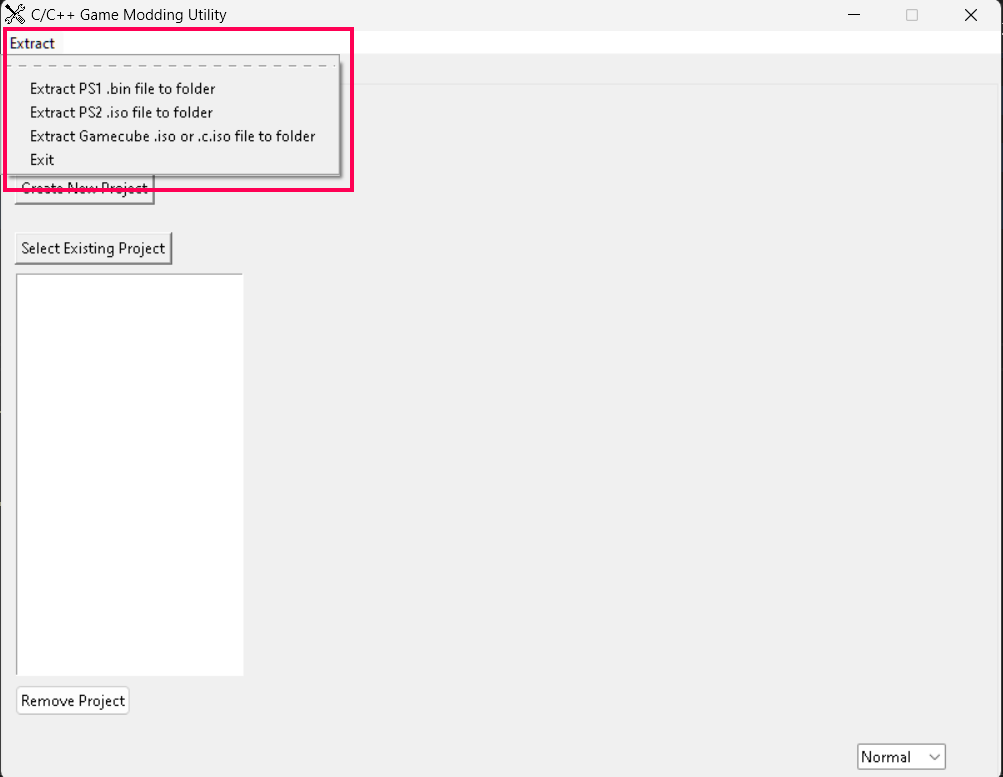 C/C++ Game Modding Utility
Extract
Extract PS1 .bin file to folder
Extract PS2 .iso file to folder
Extract Gamecube .iso or .c.iso file to folder
Exit
Create New Project
Select Existing Project
Remove Project
Normal